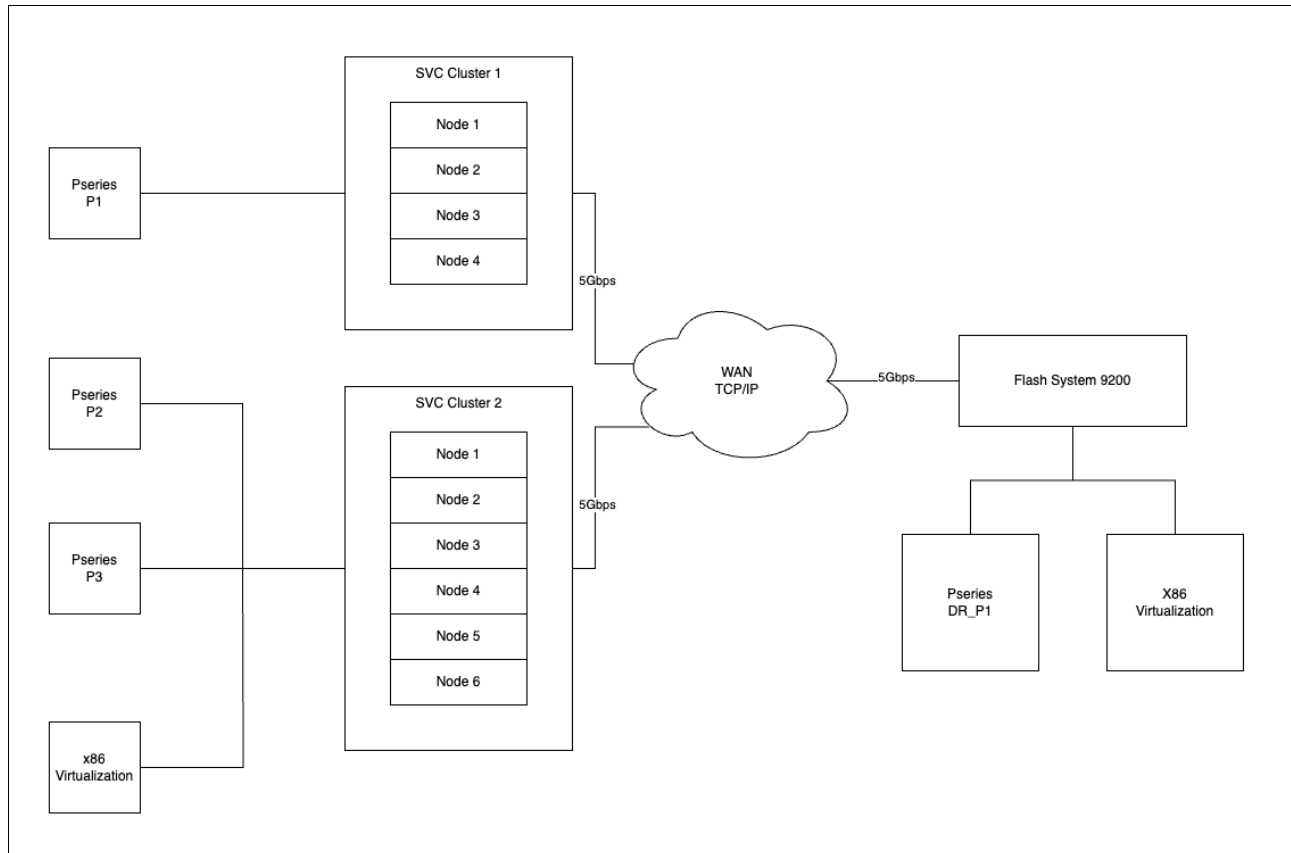 Pseries
P1
Pseries
P2
Pseries
P3
x86
Virtualization
SVC Cluster 1
Node 1
Node 2
Node 3
Node 4
5Gbps
SVC Cluster 2
Node 1
Node 2
Node 3
Node 4
Node 5
Node 6
5Gbps
WAN
TCP/IP
5Gbps
Flash System 9200
Pseries
DR_P1
X86
Virtualization